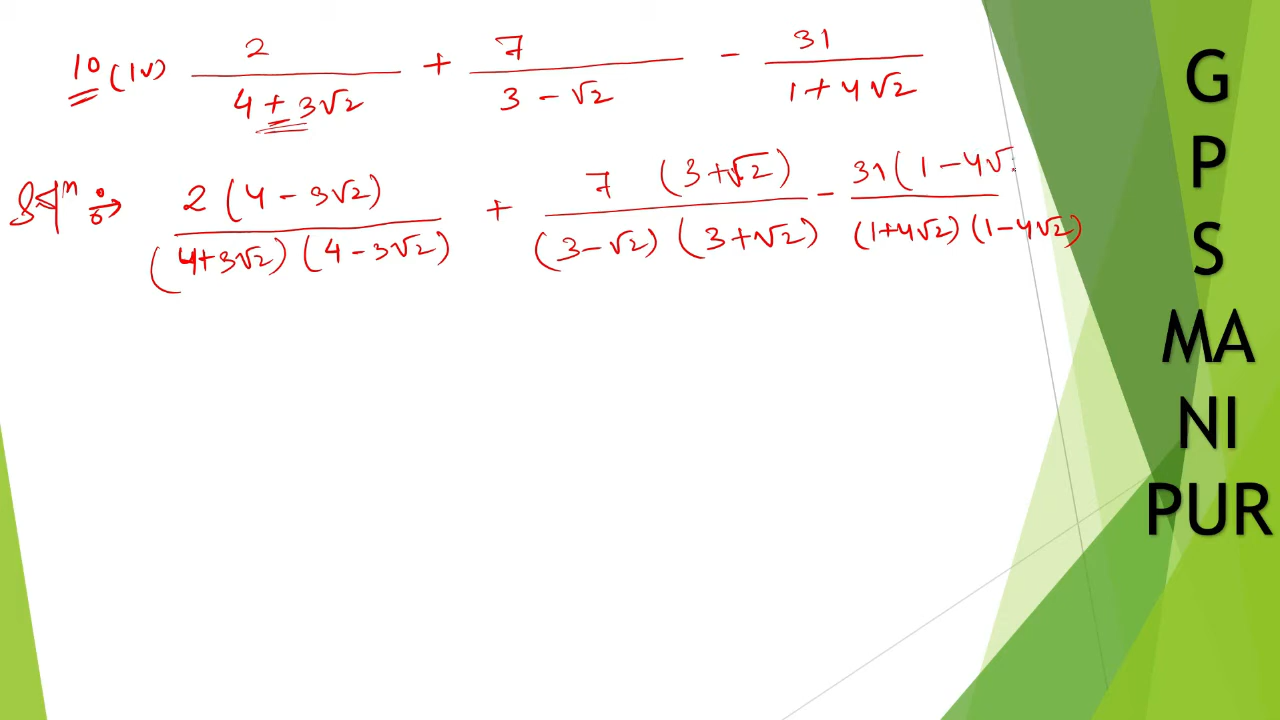 10 (iv) 2 + 7 - 31
4 + 3√2 3 - √2 1 + 4√2
Solⁿ :⇒ 2 (4 - 3√2) + 7 (3 + √2) - 31 (1 - 4√
(4 + 3√2) (4 - 3√2) (3 - √2) (3 + √2) (1 + 4√2) (1 - 4√2)
G
P
S
MA
NI
PUR